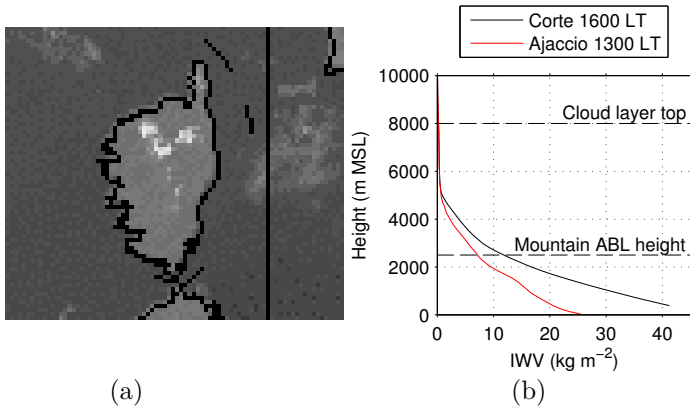 Corte 1600 LT
Ajaccio 1300 LT
10000
8000
6000
4000
2000
0
Height (m MSL)
Cloud layer top
Mountain ABL height
0 10 20 30 40
IWV (kg m⁻²)
(a) (b)